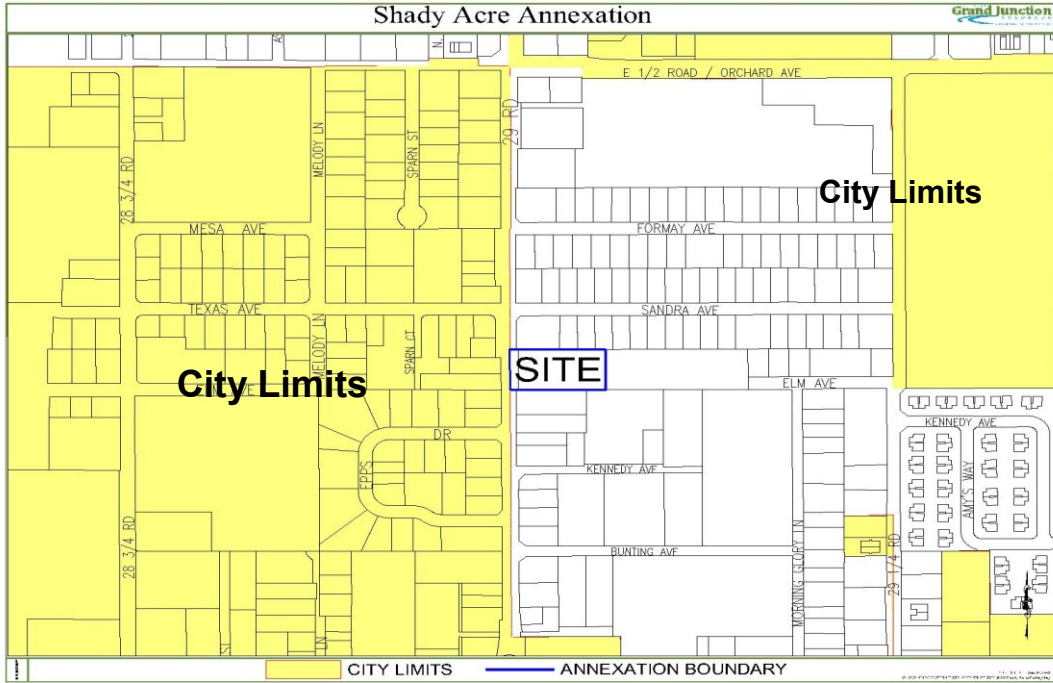 Shady Acre Annexation
Grand Junction
COLORADO
E 1/2 ROAD / ORCHARD AVE
29 RD
MELODY LN
SPARN ST
28 3/4 RD
City Limits
MESA AVE
FORMAY AVE
TEXAS AVE
SANDRA AVE
MELODY LN
SPARN CT
SITE
City Limits
ELM AVE
KENNEDY AVE
DR
EPPS
KENNEDY AVE
AMY'S WAY
28 3/4 RD
BUNTING AVE
MORNING GLORY LN
29 1/4 RD
LN
CITY LIMITS
ANNEXATION BOUNDARY